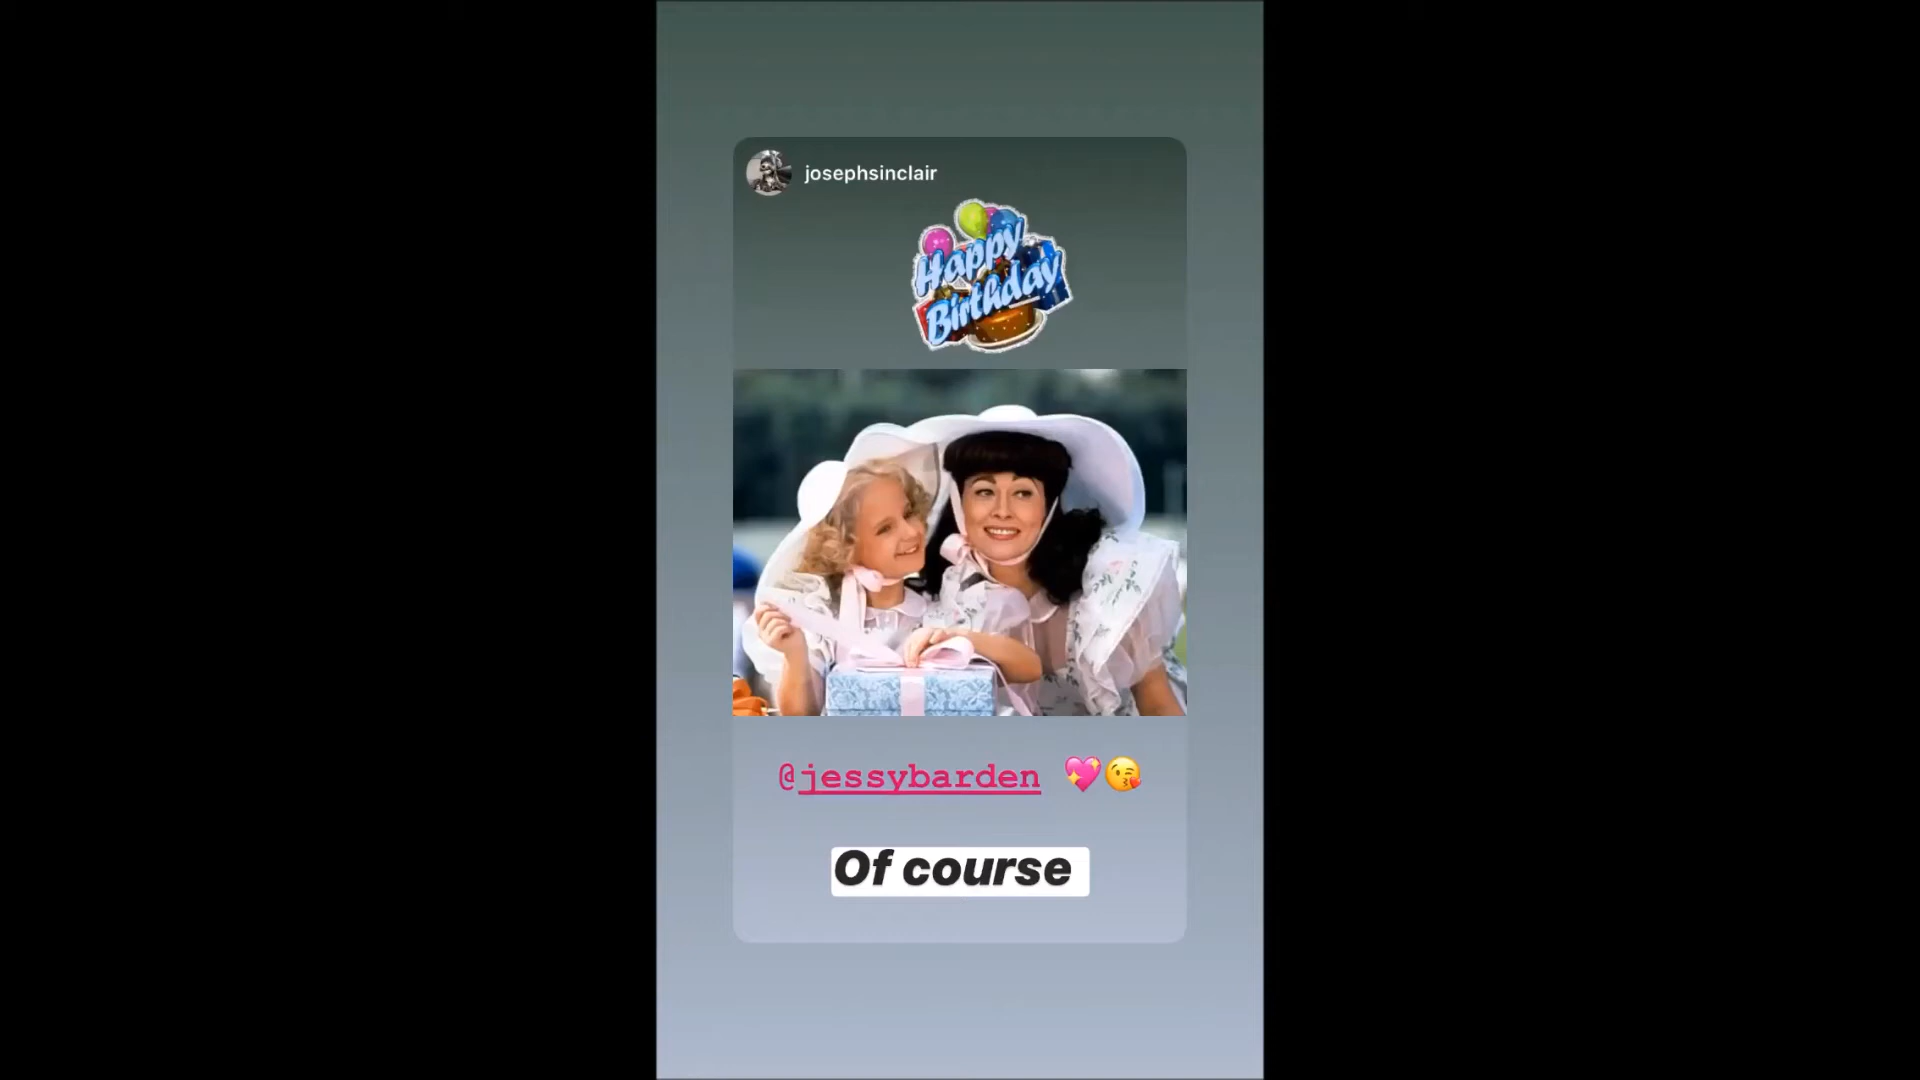 josephsinclair
Happy
Birthday
@jessybarden 💖😘
Of course